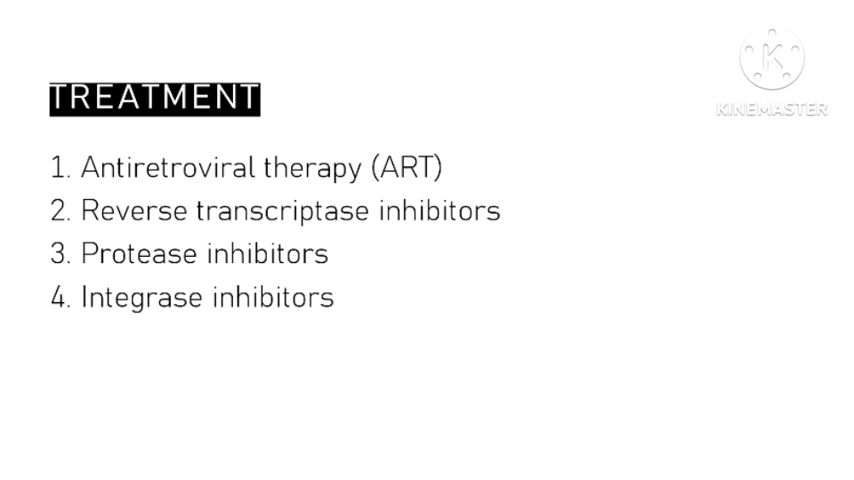 KINEMASTER
TREATMENT
1. Antiretroviral therapy (ART)
2. Reverse transcriptase inhibitors
3. Protease inhibitors
4. Integrase inhibitors